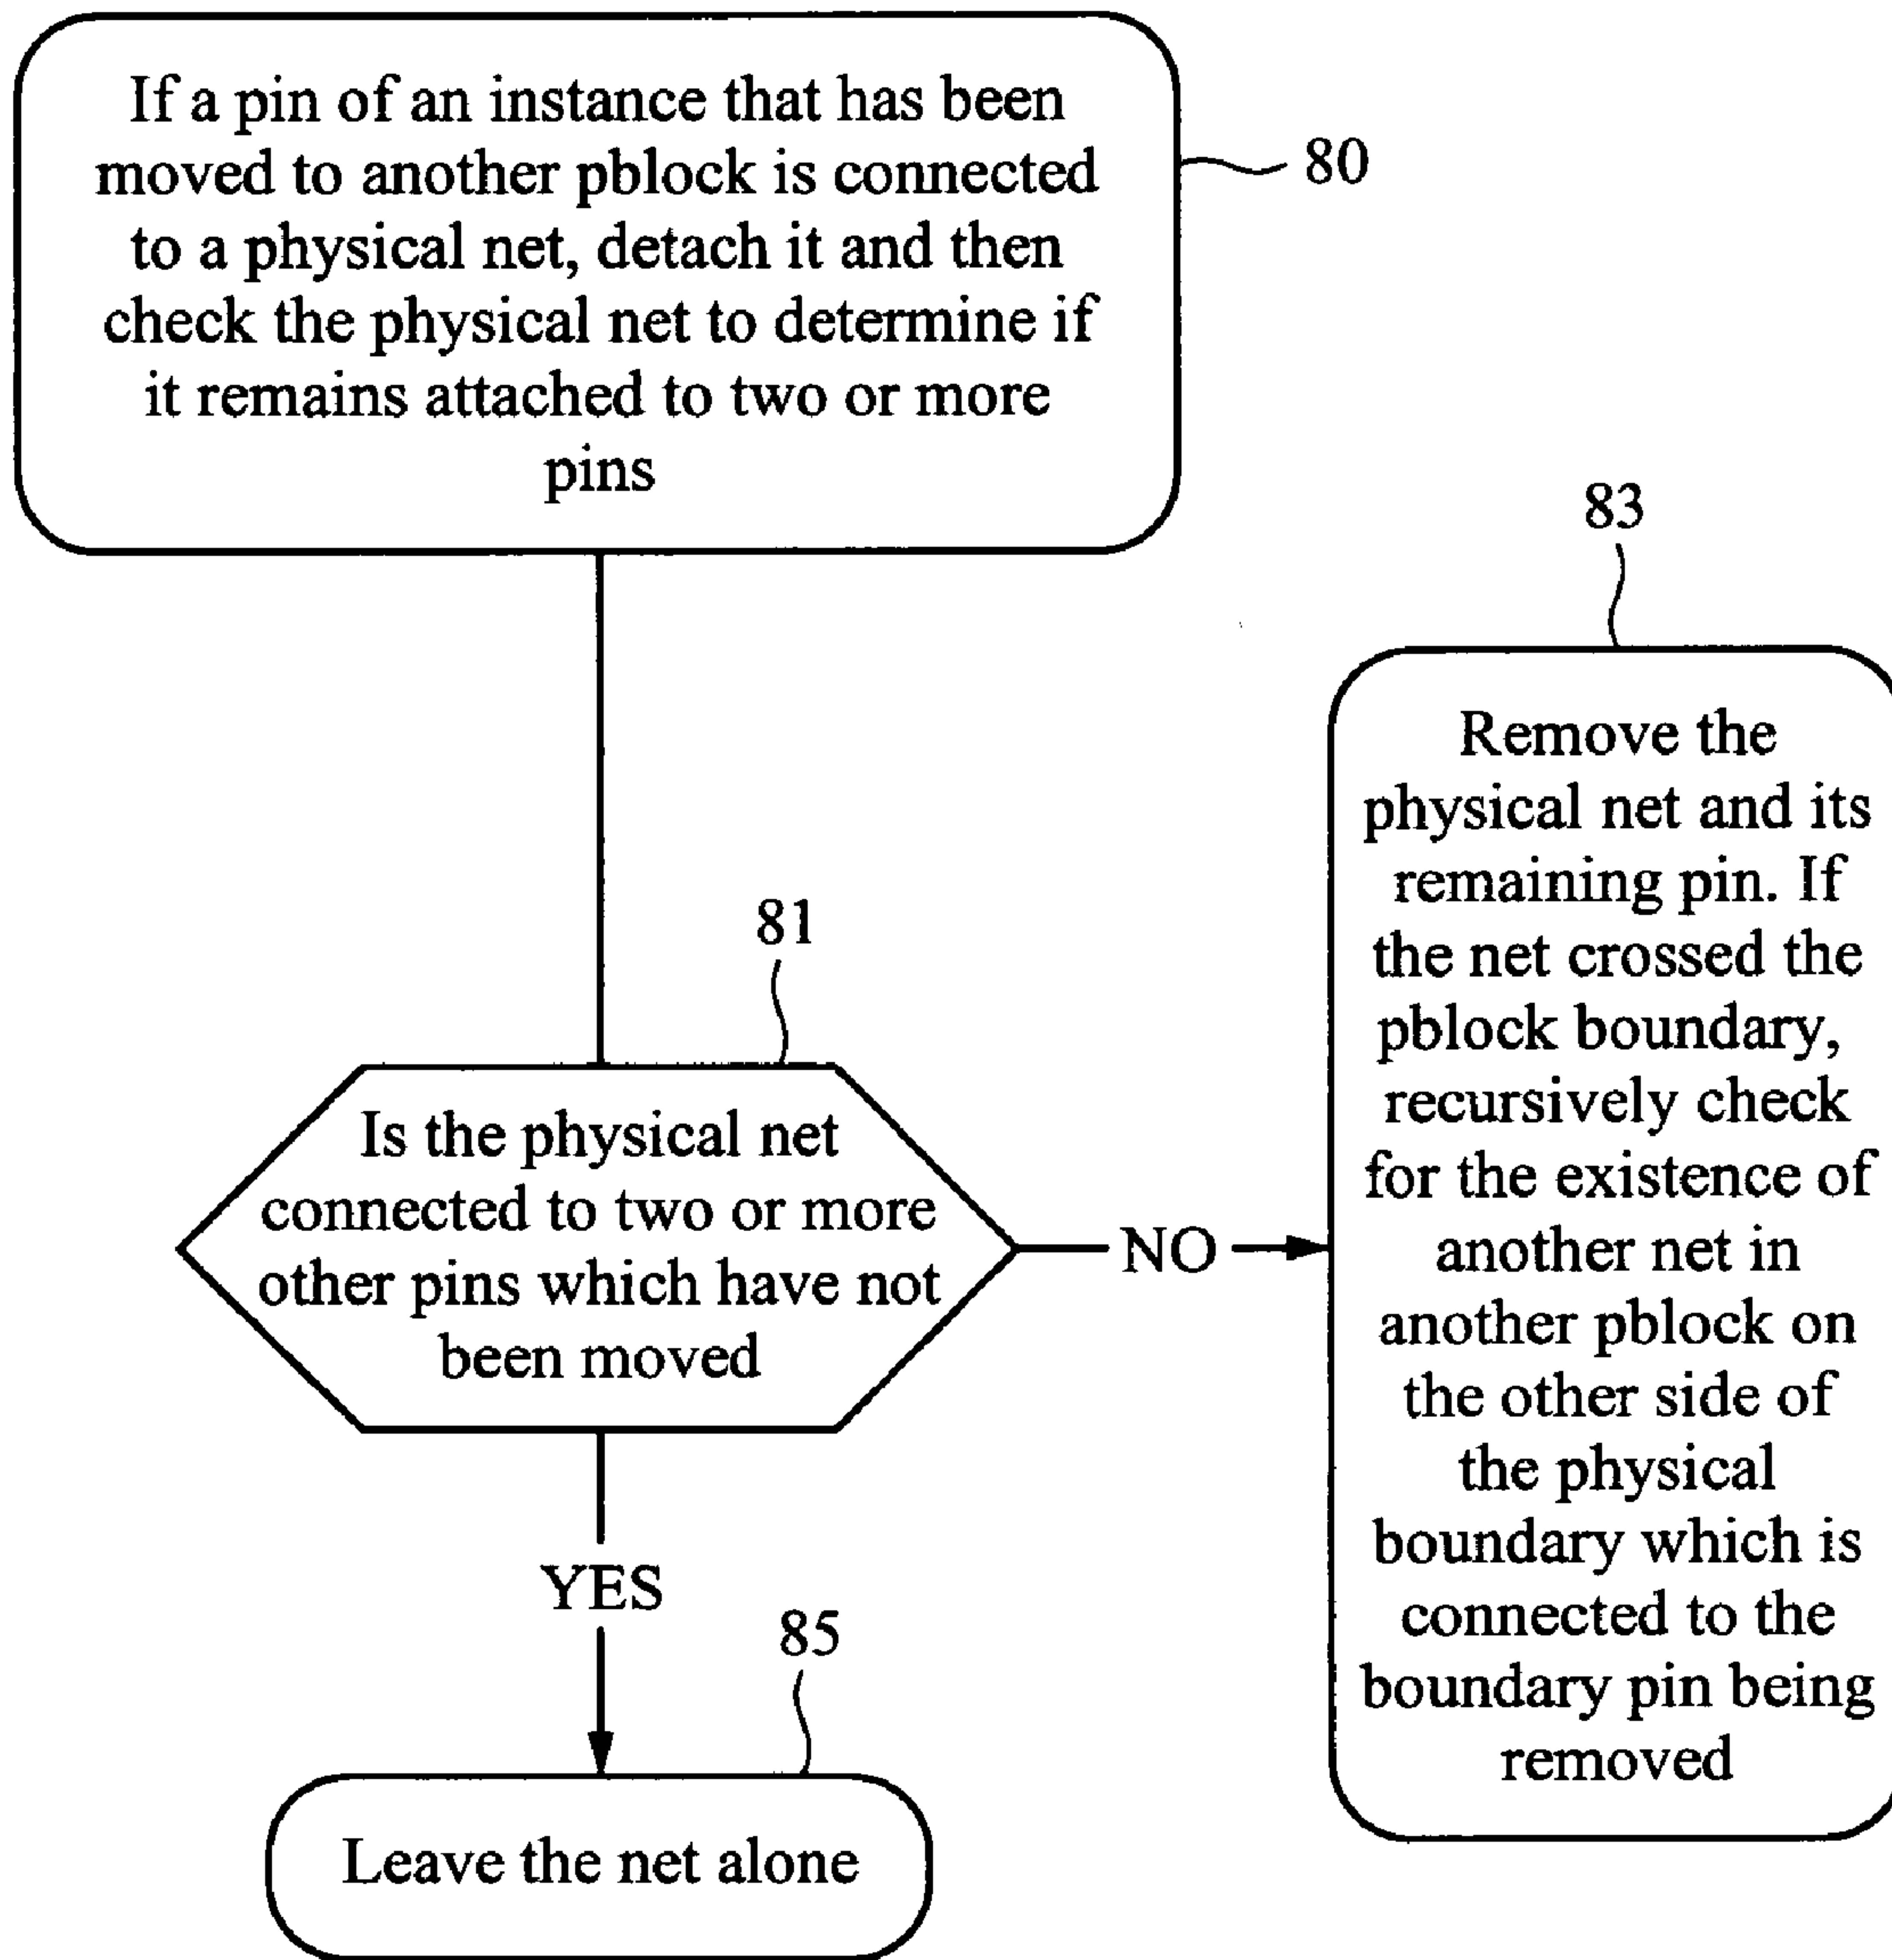 If a pin of an instance that has been
moved to another pblock is connected
to a physical net, detach it and then
check the physical net to determine if
it remains attached to two or more
pins
80
81
Is the physical net
connected to two or more
other pins which have not
been moved
NO
83
Remove the
physical net and its
remaining pin. If
the net crossed the
pblock boundary,
recursively check
for the existence of
another net in
another pblock on
the other side of
the physical
boundary which is
connected to the
boundary pin being
removed
YES
85
Leave the net alone